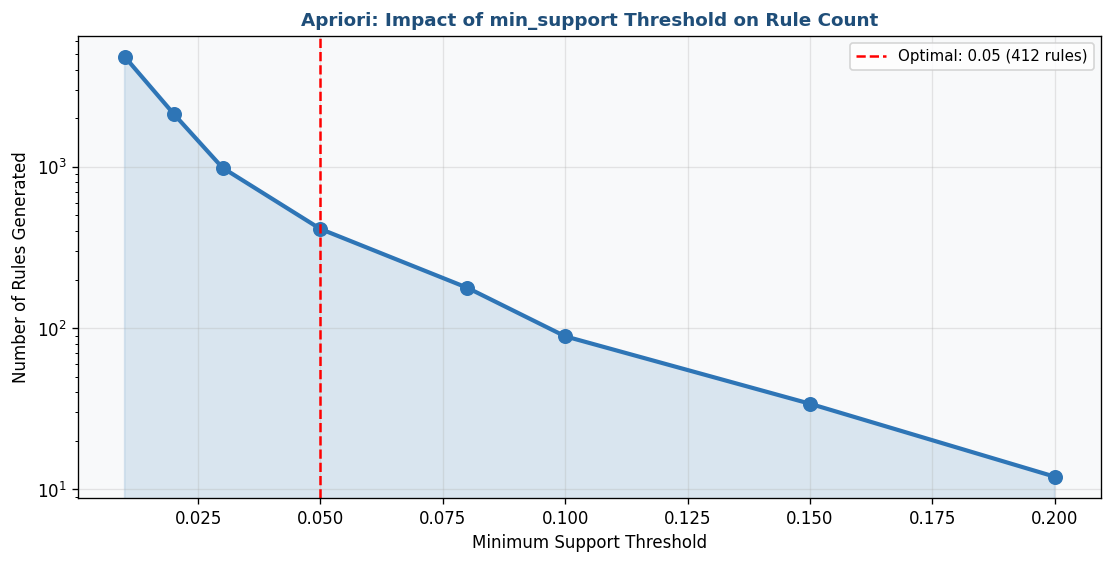 Apriori: Impact of min_support Threshold on Rule Count
Optimal: 0.05 (412 rules)
Number of Rules Generated
10³
10²
10¹
0.025 0.050 0.075 0.100 0.125 0.150 0.175 0.200
Minimum Support Threshold